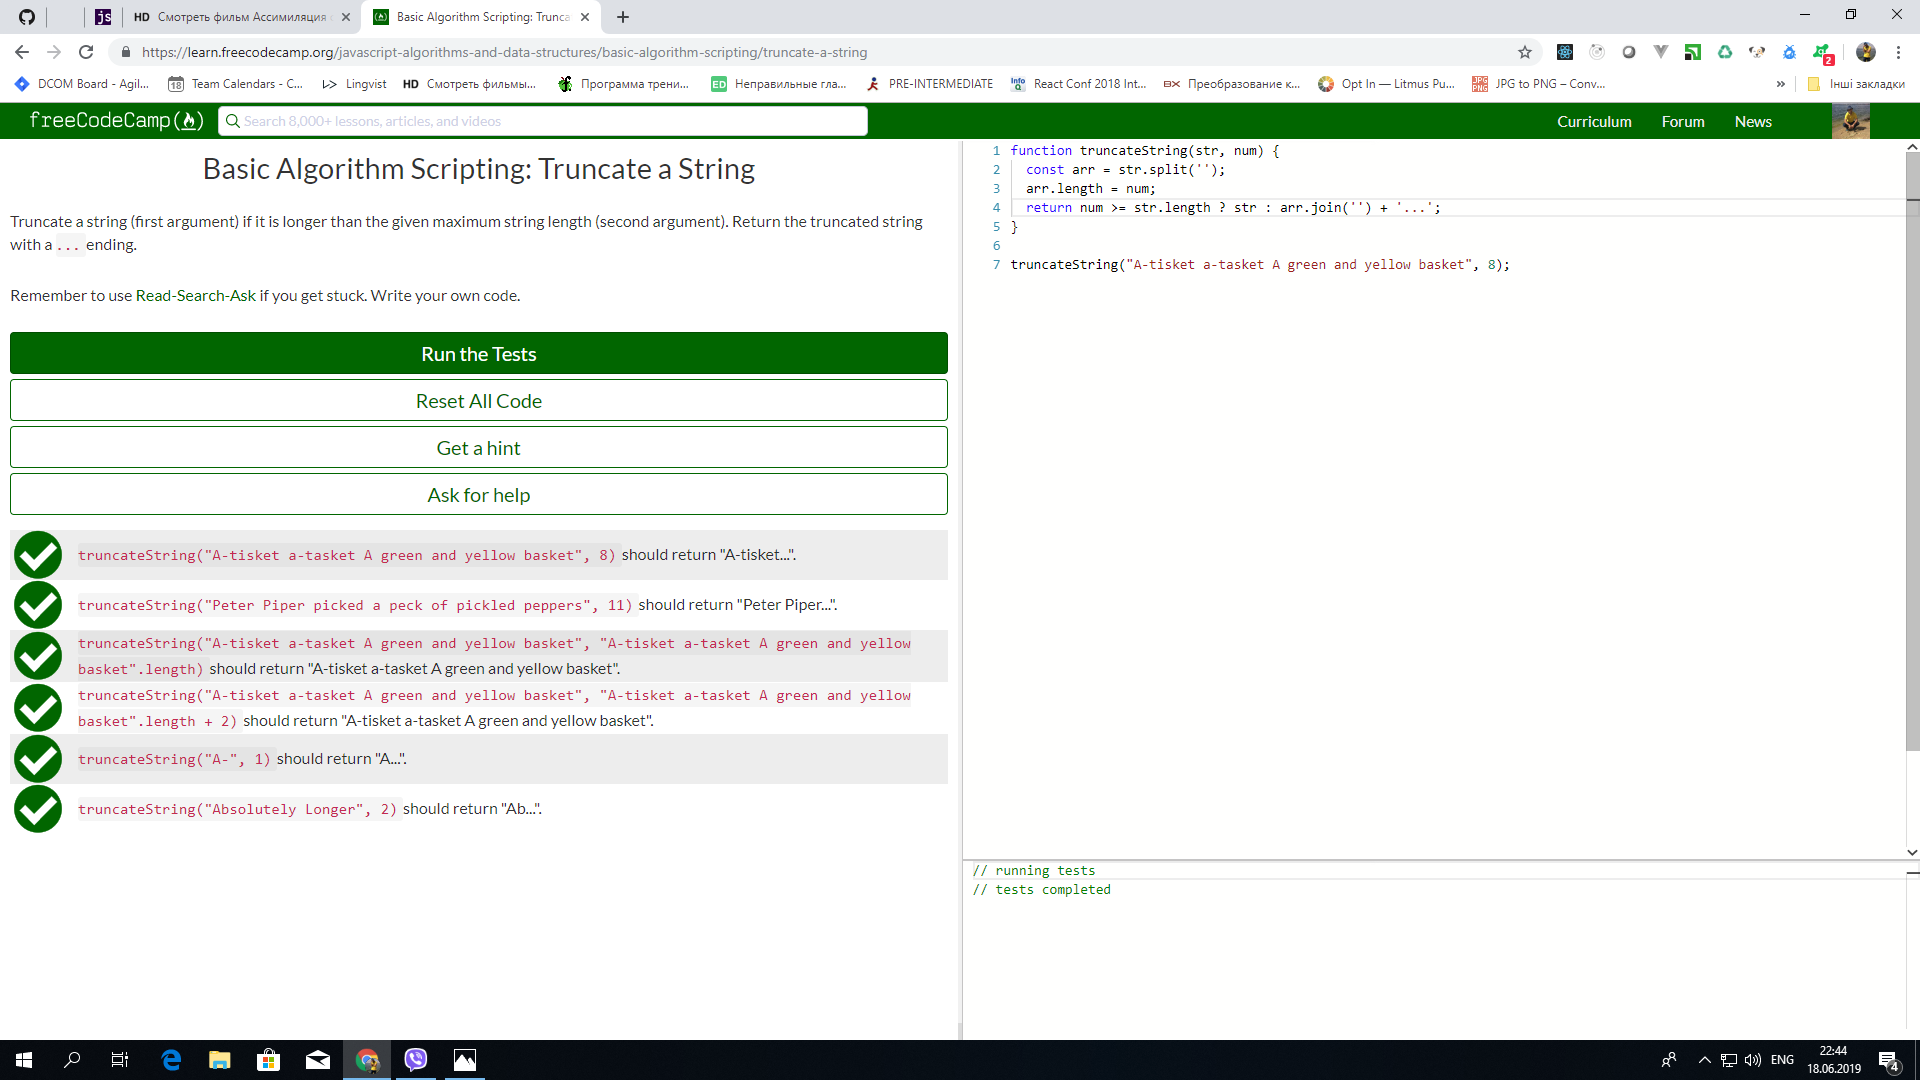 js
HD Смотреть фильм Ассимиляция
Basic Algorithm Scripting: Trunca
https://learn.freecodecamp.org/javascript-algorithms-and-data-structures/basic-algorithm-scripting/truncate-a-string
2
DCOM Board - Agil...
18 Team Calendars - C...
Lingvist
HD Смотреть фильмы...
Программа трени...
ED Неправильные гла...
PRE-INTERMEDIATE
Info Q React Conf 2018 Int...
Преобразование к...
Opt In — Litmus Pu...
JPG PNG JPG to PNG – Conv...
»
Інші закладки
freeCodeCamp
Search 8,000+ lessons, articles, and videos
Curriculum
Forum
News
Basic Algorithm Scripting: Truncate a String
Truncate a string (first argument) if it is longer than the given maximum string length (second argument). Return the truncated string
with a ... ending.
Remember to use Read-Search-Ask if you get stuck. Write your own code.
Run the Tests
Reset All Code
Get a hint
Ask for help
truncateString("A-tisket a-tasket A green and yellow basket", 8) should return "A-tisket...".
truncateString("Peter Piper picked a peck of pickled peppers", 11) should return "Peter Piper...".
truncateString("A-tisket a-tasket A green and yellow basket", "A-tisket a-tasket A green and yellow
basket".length) should return "A-tisket a-tasket A green and yellow basket".
truncateString("A-tisket a-tasket A green and yellow basket", "A-tisket a-tasket A green and yellow
basket".length + 2) should return "A-tisket a-tasket A green and yellow basket".
truncateString("A-", 1) should return "A...".
truncateString("Absolutely Longer", 2) should return "Ab...".
1 function truncateString(str, num) {
2 const arr = str.split('');
3 arr.length = num;
4 return num >= str.length ? str : arr.join('') + '...';
5 }
6
7 truncateString("A-tisket a-tasket A green and yellow basket", 8);
// running tests
// tests completed
ENG
22:44
18.06.2019
4